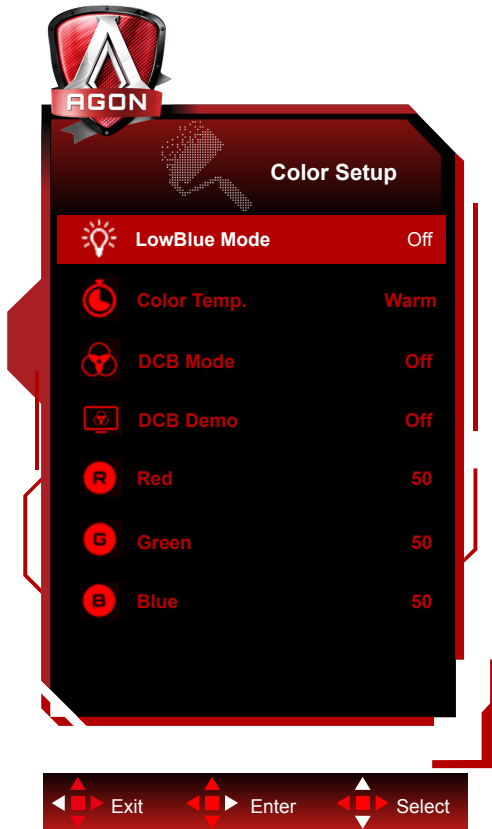 AGON
Color Setup
LowBlue Mode Off
Color Temp. Warm
DCB Mode Off
DCB Demo Off
R Red 50
G Green 50
B Blue 50
Exit Enter Select